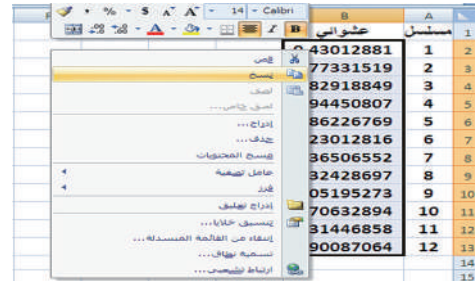 % - $ A A 14 Calibri
A B I
A B F
مسلسل عشوائي 1
1 0.43012881 2
2 77331519 3
3 82918849 4
4 94450807 5
5 86226769 6
6 23012816 7
7 36506552 8
8 32428697 9
9 05195273 10
10 70632894 11
11 31446858 12
12 90087064 13
14
15
قص
نسخ
لصق
لصق خاص...
إدراج...
حذف...
مسح المحتويات
عامل تصفية
فرز
إدراج تعليق
تنسيق خلايا...
إنتقاء من القائمة المنسدلة...
تسمية نطاق...
ارتباط تشعبي...